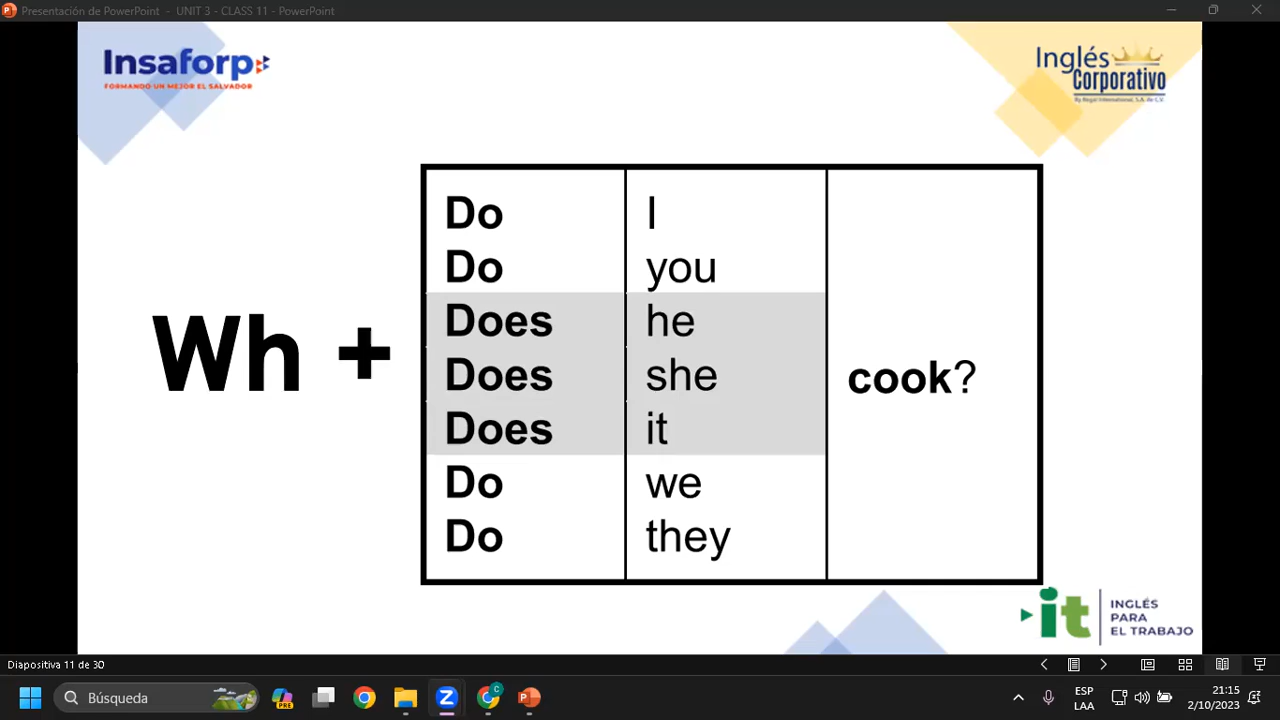 Presentación de PowerPoint - UNIT 3 - CLASS 11 - PowerPoint
Insaforp
FORMANDO UN MEJOR EL SALVADOR
Inglés
Corporativo
Wh +
Do I
Do you
Does he
Does she
Does it
Do we
Do they
cook?
it
INGLÉS
PARA
EL TRABAJO
Diapositiva 11 de 30
Búsqueda
PRE
C
ESP
LAA
21:15
2/10/2023